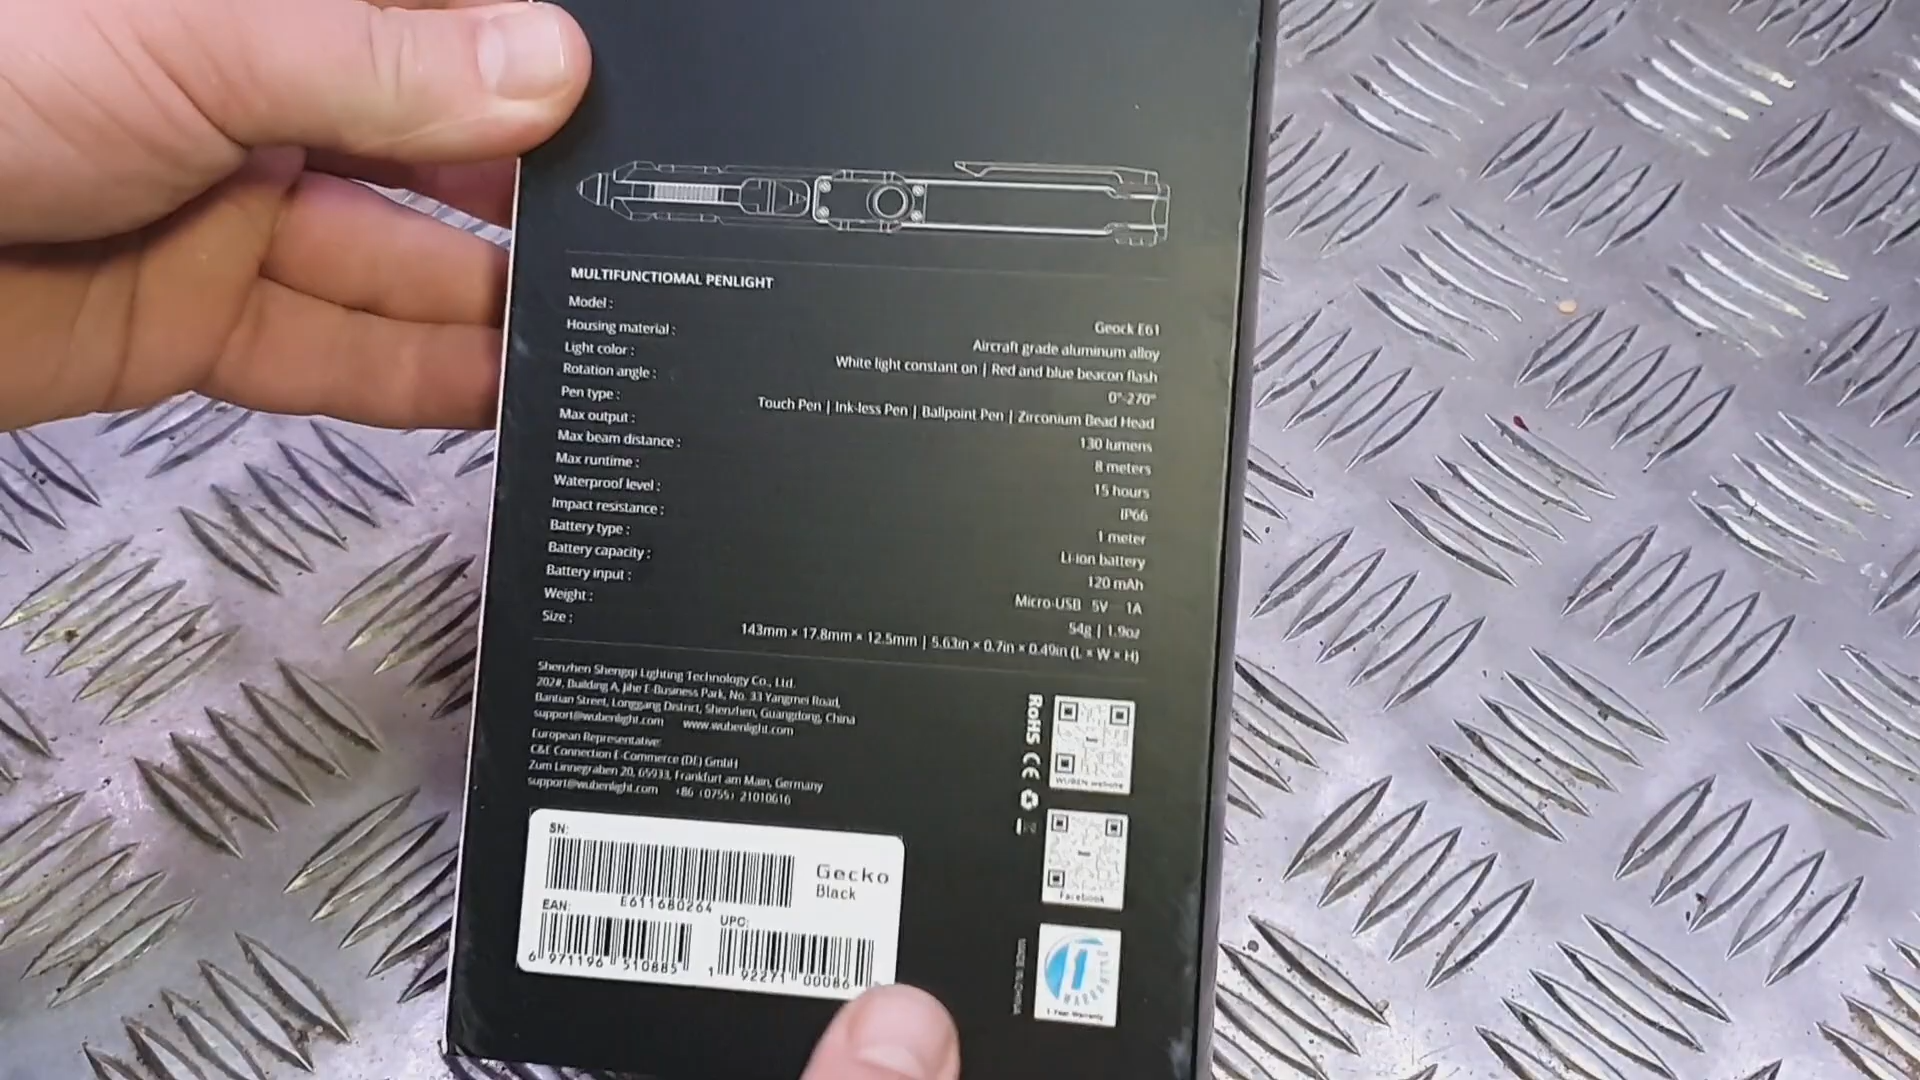 MULTIFUNCTIOMAL PENLIGHT
Model : Geock E61
Housing material : Aircraft grade aluminum alloy
Light color : White light constant on | Red and blue beacon flash
Rotation angle : 0°-270°
Pen type : Touch Pen | Ink-less Pen | Ballpoint Pen | Zirconium Bead Head
Max output : 130 lumens
Max beam distance : 8 meters
Max runtime : 15 hours
Waterproof level : IP66
Impact resistance : 1 meter
Battery type : Li-ion battery
Battery capacity : 120 mAh
Battery input : Micro-USB 5V 1A
Weight : 54g | 1.9oz
Size : 143mm × 17.8mm × 12.5mm | 5.63in × 0.7in × 0.49in (L × W × H)
Shenzhen Shengqi Lighting Technology Co., Ltd.
202#, Building A, Jihe E-Business Park, No. 33 Yangmei Road,
Bantian Street, Longgang District, Shenzhen, Guangdong, China
support@wubenlight.com www.wubenlight.com
European Representative:
C&E Connection E-Commerce (DE) GmbH
Zum Linnegraben 20, 65933, Frankfurt am Main, Germany
support@wubenlight.com +86 (0755) 21010616
RoHS CE
WUBEN website
Facebook
SN:
E611680264
Gecko
Black
EAN:
6 971196 510885
UPC:
1 92271 00086
MADE IN CHINA
1
WARRANTY
1 Year Warranty